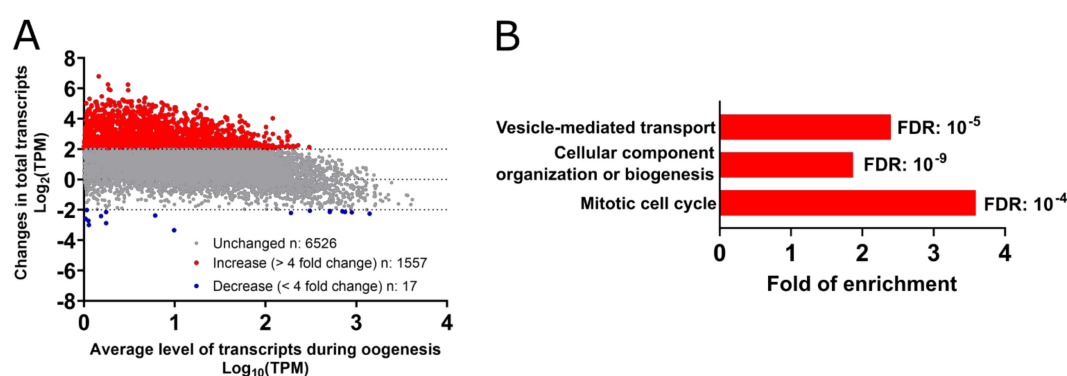 A
Changes in total transcripts
Log2(TPM)
8
6
4
2
0
-2
-4
-6
-8
Unchanged n: 6526
Increase (> 4 fold change) n: 1557
Decrease (< 4 fold change) n: 17
0 1 2 3 4
Average level of transcripts during oogenesis
Log10(TPM)
B
Vesicle-mediated transport
FDR: 10-5
Cellular component
organization or biogenesis
FDR: 10-9
Mitotic cell cycle
FDR: 10-4
0 1 2 3 4
Fold of enrichment